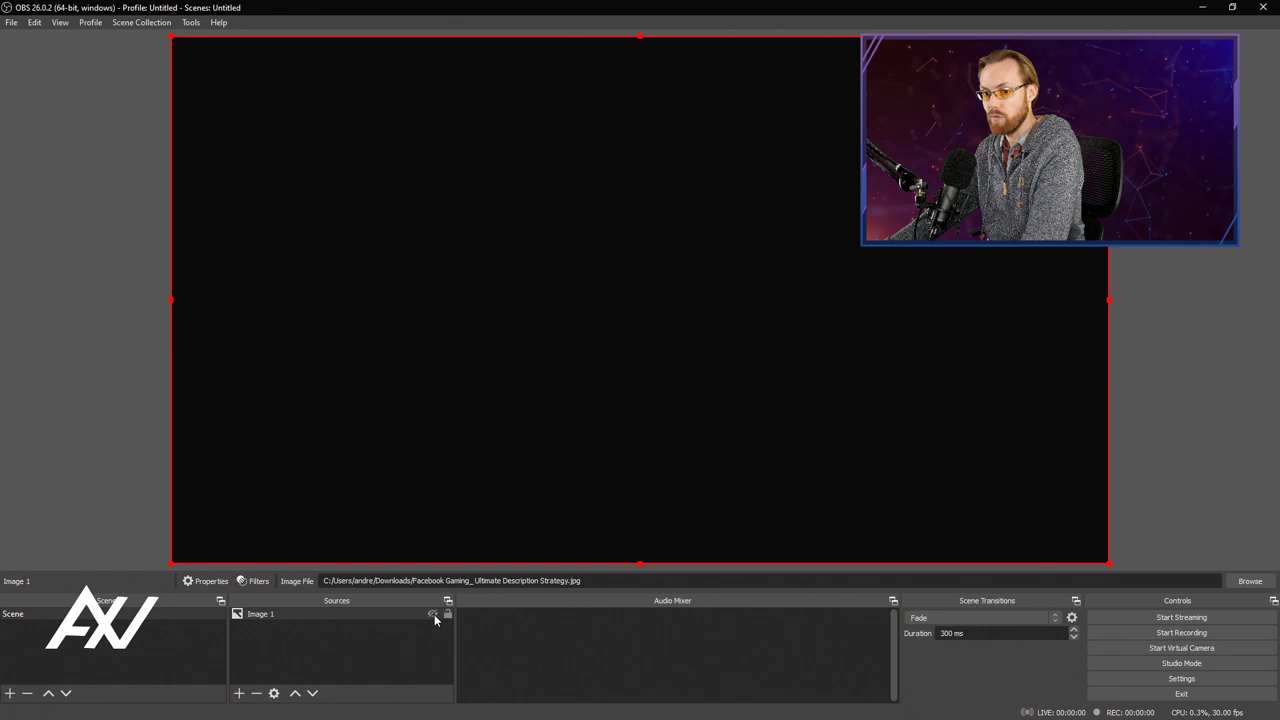 OBS 26.0.2 (64-bit, windows) - Profile: Untitled - Scenes: Untitled
File Edit View Profile Scene Collection Tools Help
Image 1 Properties Filters Image File C:/Users/andre/Downloads/Facebook Gaming_ Ultimate Description Strategy.jpg Browse
Sources Audio Mixer Scene Transitions Controls
Scene
Image 1
Fade
Duration 300 ms
Start Streaming
Start Recording
Start Virtual Camera
Studio Mode
Settings
Exit
LIVE: 00:00:00 REC: 00:00:00 CPU: 0.3%, 30.00 fps